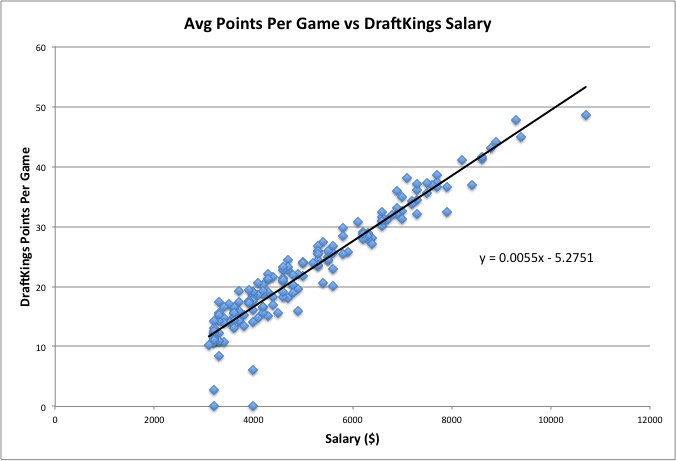 Avg Points Per Game vs DraftKings Salary
60
50
40
30
20
10
0
DraftKings Points Per Game
y = 0.0055x - 5.2751
0 2000 4000 6000 8000 10000 12000
Salary ($)